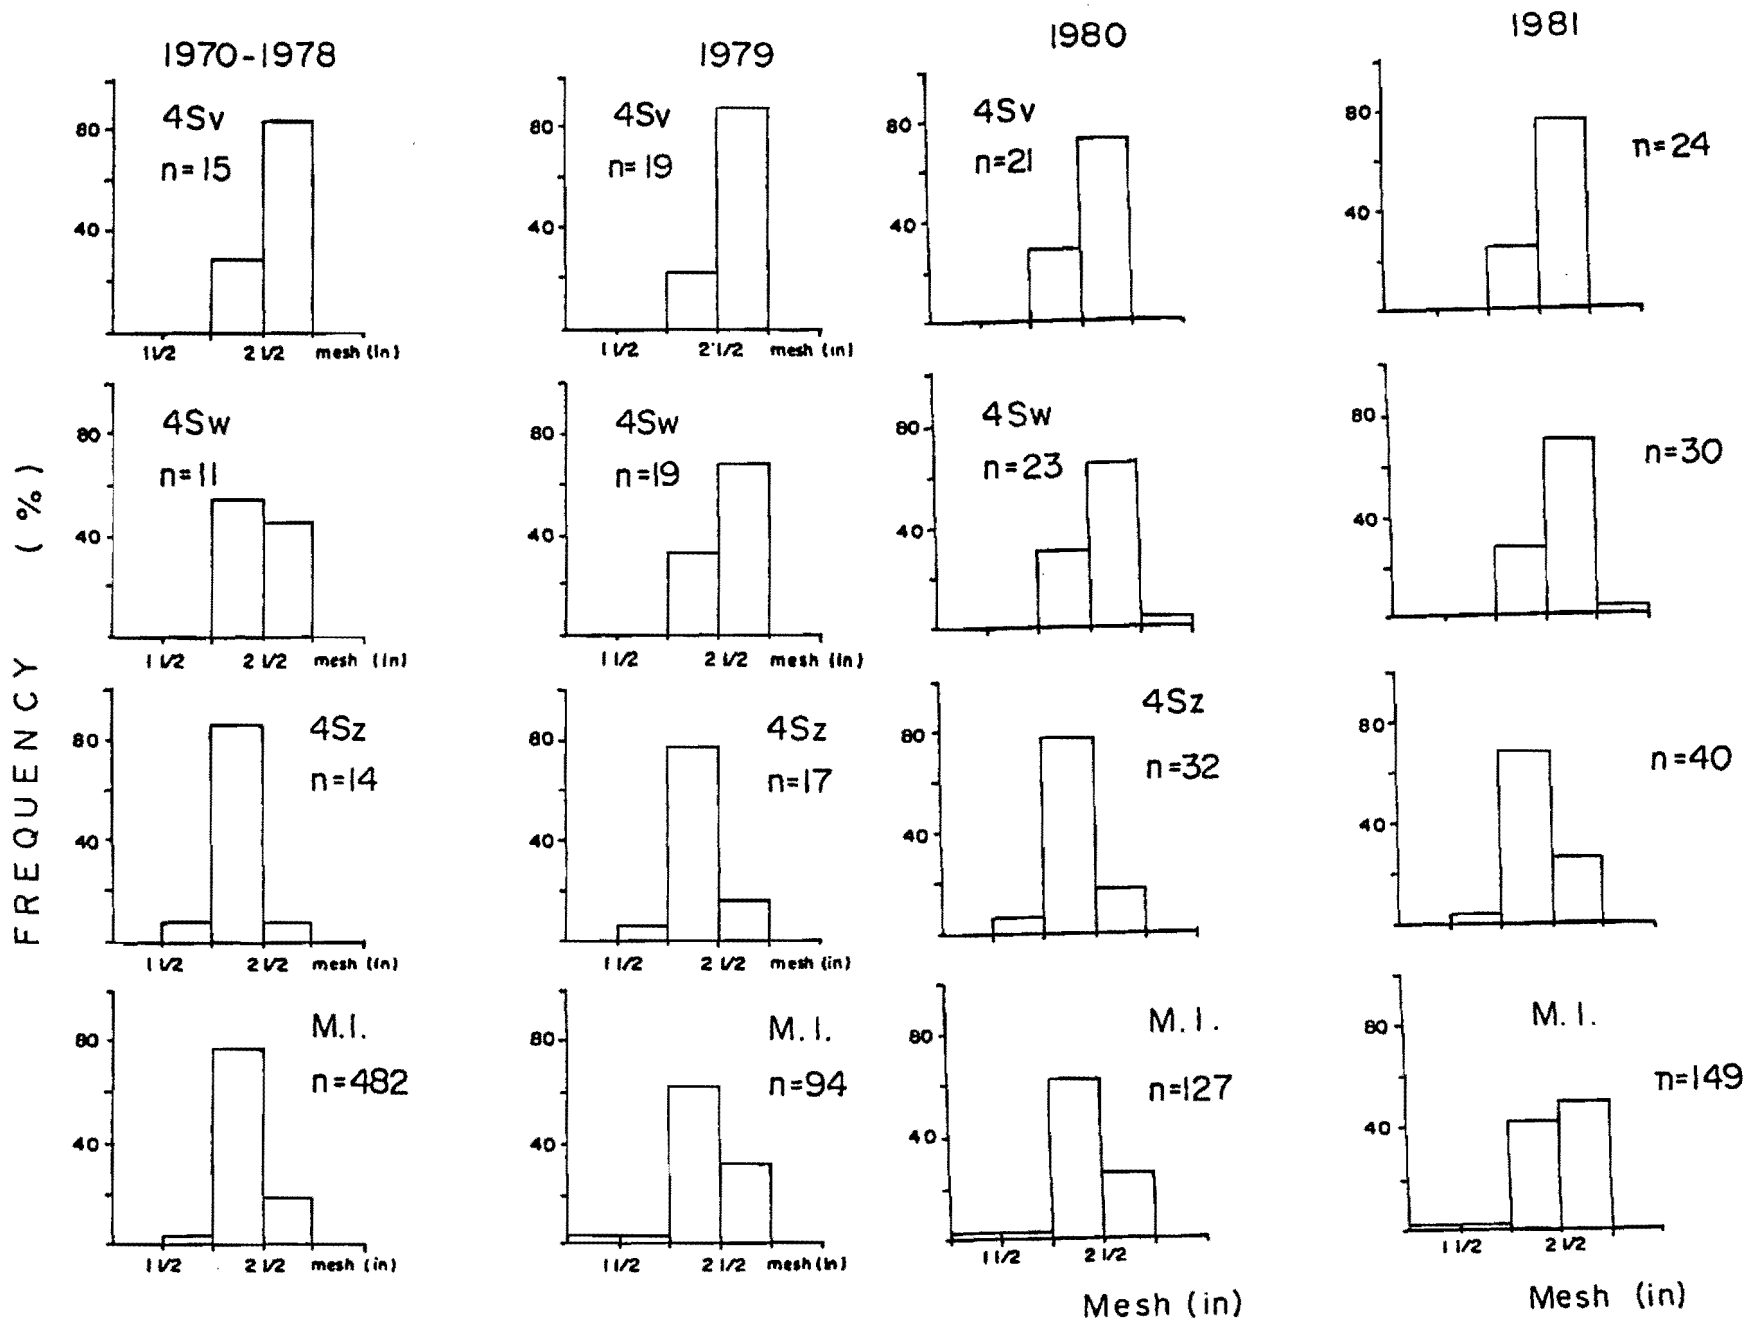 1970-1978 1979 1980 1981
4Sv 4Sv 4Sv
n=15 n=19 n=21 n=24
80 80 80 80
40 40 40 40
1 1/2 2 1/2 mesh (in) 1 1/2 2 1/2 mesh (in)
4Sw 4Sw 4Sw
n=11 n=19 n=23 n=30
80 80 80 80
40 40 40 40
1 1/2 2 1/2 mesh (in) 1 1/2 2 1/2 mesh (in)
4Sz 4Sz 4Sz
n=14 n=17 n=32 n=40
80 80 80 80
40 40 40 40
1 1/2 2 1/2 mesh (in) 1 1/2 2 1/2 mesh (in)
M.I. M.I. M.I. M.I.
n=482 n=94 n=127 n=149
80 80 80 80
40 40 40 40
1 1/2 2 1/2 mesh (in) 1 1/2 2 1/2 mesh (in) 1 1/2 2 1/2 1 1/2 2 1/2
Mesh (in) Mesh (in)
FREQUENCY (%)